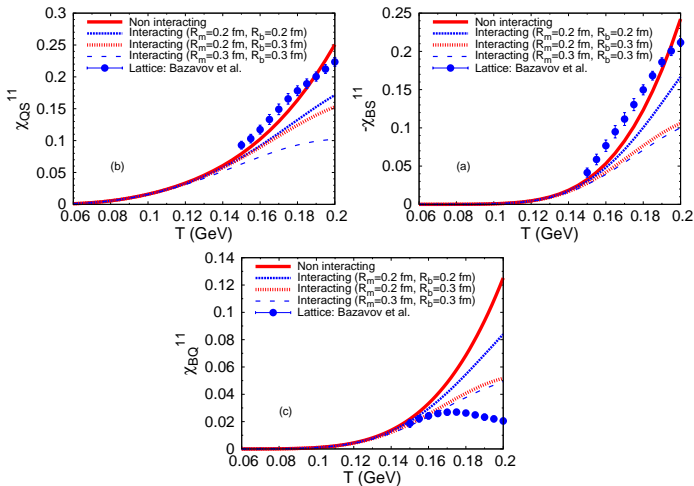 Non interacting
Interacting (Rm=0.2 fm, Rb=0.2 fm)
Interacting (Rm=0.2 fm, Rb=0.3 fm)
Interacting (Rm=0.3 fm, Rb=0.3 fm)
Lattice: Bazavov et al.
0.3
0.25
0.2
0.15
0.1
0.05
0
χQS11
(b)
0.06 0.08 0.1 0.12 0.14 0.16 0.18 0.2
T (GeV)
Non interacting
Interacting (Rm=0.2 fm, Rb=0.2 fm)
Interacting (Rm=0.2 fm, Rb=0.3 fm)
Interacting (Rm=0.3 fm, Rb=0.3 fm)
Lattice: Bazavov et al.
0.25
0.2
0.15
0.1
0.05
0
-χBS11
(a)
0.06 0.08 0.1 0.12 0.14 0.16 0.18 0.2
T (GeV)
Non interacting
Interacting (Rm=0.2 fm, Rb=0.2 fm)
Interacting (Rm=0.2 fm, Rb=0.3 fm)
Interacting (Rm=0.3 fm, Rb=0.3 fm)
Lattice: Bazavov et al.
0.14
0.12
0.1
0.08
0.06
0.04
0.02
0
χBQ11
(c)
0.06 0.08 0.1 0.12 0.14 0.16 0.18 0.2
T (GeV)